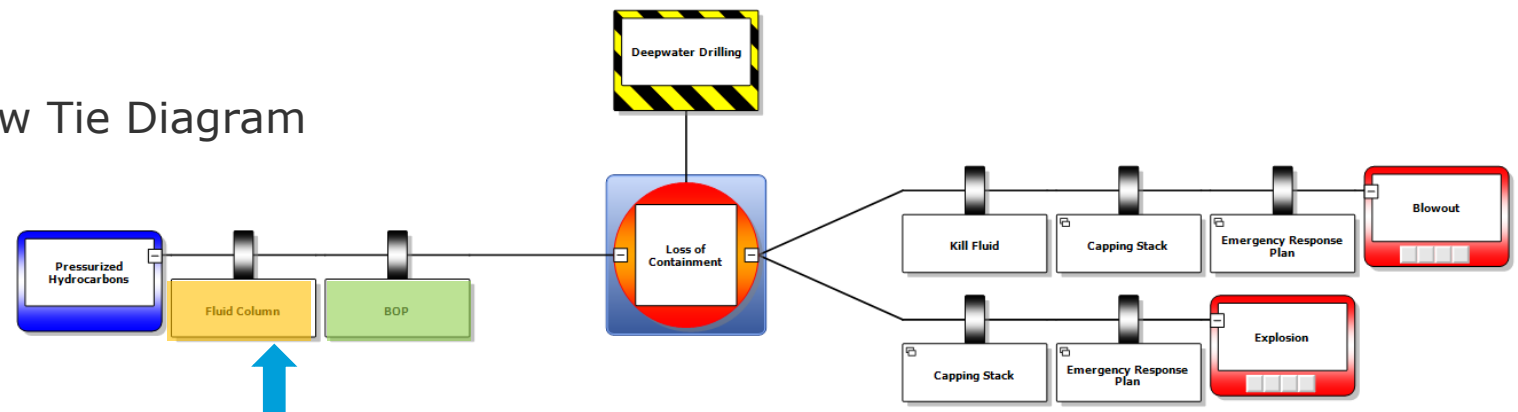 w Tie Diagram
Deepwater Drilling
Pressurized
Hydrocarbons
Fluid Column
BOP
Loss of
Containment
Kill Fluid
Capping Stack
Emergency Response
Plan
Blowout
Capping Stack
Emergency Response
Plan
Explosion